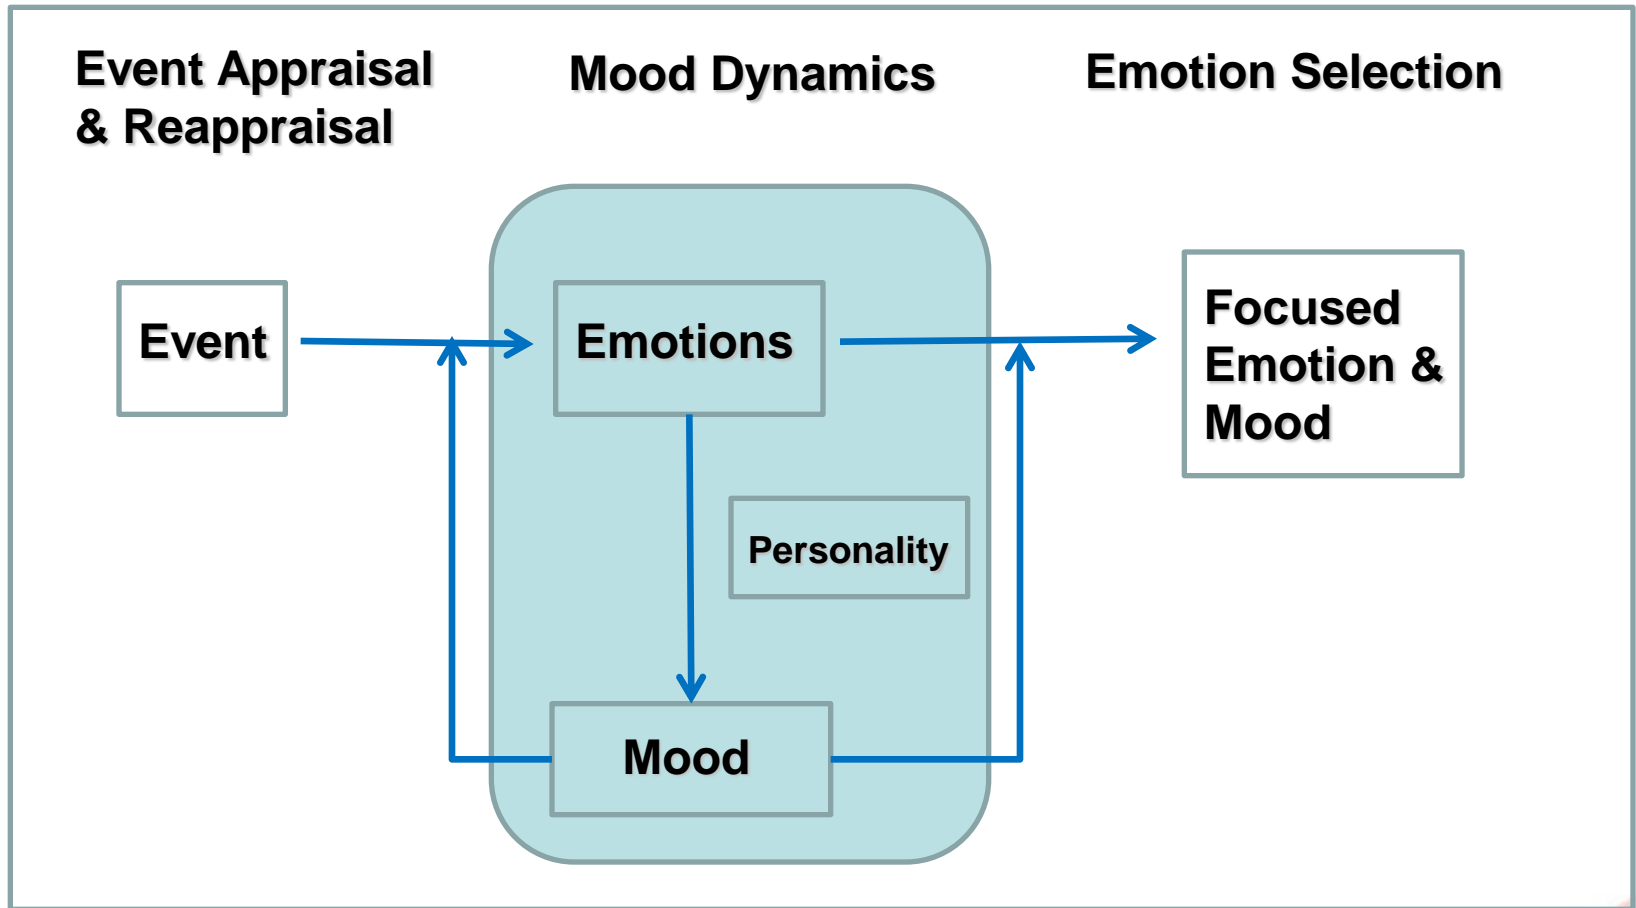 Event Appraisal
& Reappraisal
Mood Dynamics
Emotion Selection
Event
Emotions
Focused
Emotion &
Mood
Personality
Mood